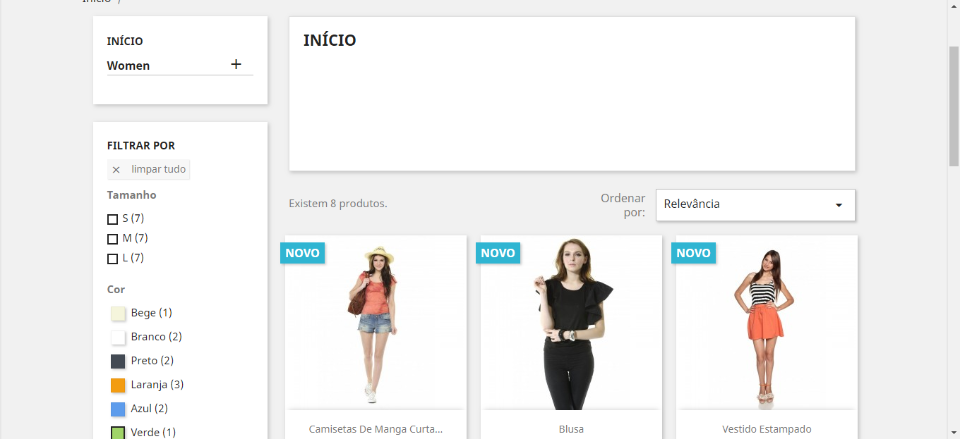 Início
INÍCIO
Women
FILTRAR POR
limpar tudo
Tamanho
S (7)
M (7)
L (7)
Cor
Bege (1)
Branco (2)
Preto (2)
Laranja (3)
Azul (2)
Verde (1)
INÍCIO
Existem 8 produtos.
Ordenar
por:
Relevância
NOVO
NOVO
NOVO
Camisetas De Manga Curta...
Blusa
Vestido Estampado